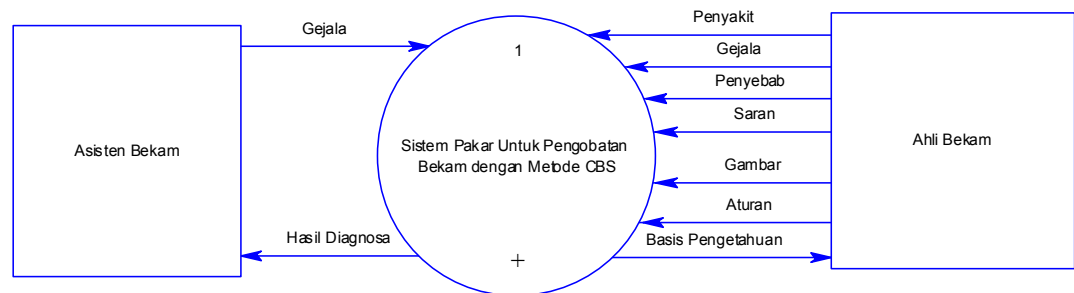 Asisten Bekam
Gejala
Hasil Diagnosa
1
Sistem Pakar Untuk Pengobatan
Bekam dengan Metode CBS
+
Penyakit
Gejala
Penyebab
Saran
Gambar
Aturan
Basis Pengetahuan
Ahli Bekam